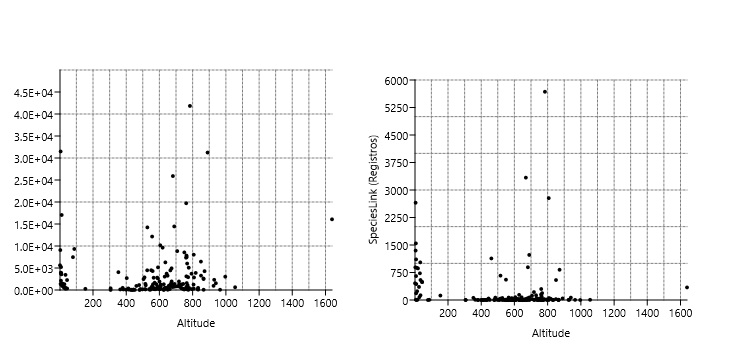 4.5E+04
4.0E+04
3.5E+04
3.0E+04
2.5E+04
2.0E+04
1.5E+04
1.0E+04
5.0E+03
0.0E+00
200 400 600 800 1000 1200 1400 1600
Altitude
SpeciesLink (Registros)
6000
5250
4500
3750
3000
2250
1500
750
0
200 400 600 800 1000 1200 1400 1600
Altitude